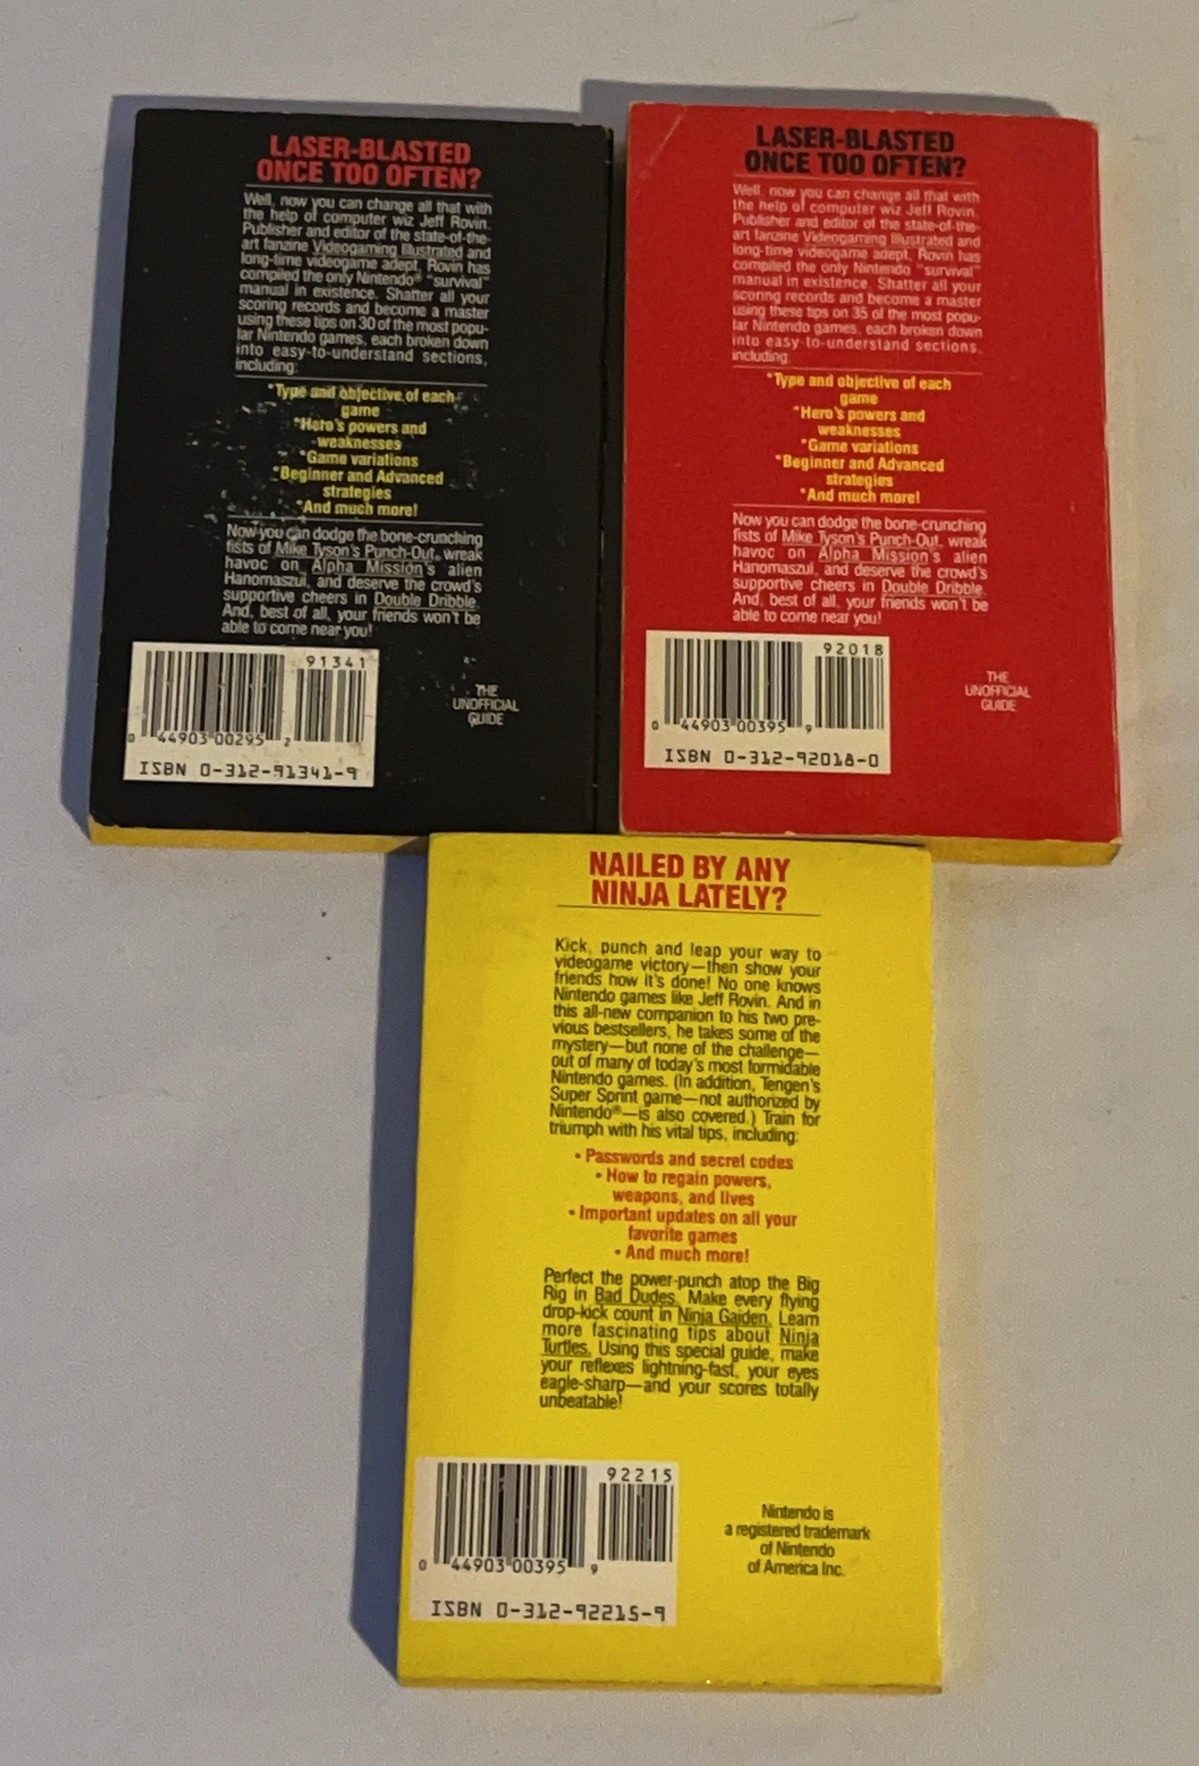 LASER-BLASTED
ONCE TOO OFTEN?
Well, now you can change all that with
the help of computer wiz Jeff Rovin.
Publisher and editor of the state-of-the-
art fanzine Videogaming Illustrated and
long-time videogame adept, Rovin has
compiled the only Nintendo® "survival"
manual in existence. Shatter all your
scoring records and become a master
using these tips on 30 of the most popu-
lar Nintendo games, each broken down
into easy-to-understand sections,
including:
*Type and objective of each
game
*Hero's powers and
weaknesses
*Game variations
*Beginner and Advanced
strategies
*And much more!
Now you can dodge the bone-crunching
fists of Mike Tyson's Punch-Out, wreak
havoc on Alpha Mission's alien
Hanomaszui, and deserve the crowd's
supportive cheers in Double Dribble.
And, best of all, your friends won't be
able to come near you!
91341
0 44903 00295 2
ISBN 0-312-91341-9
THE
UNOFFICIAL
GUIDE
LASER-BLASTED
ONCE TOO OFTEN?
Well, now you can change all that with
the help of computer wiz Jeff Rovin.
Publisher and editor of the state-of-the-
art fanzine Videogaming Illustrated and
long-time videogame adept, Rovin has
compiled the only Nintendo "survival"
manual in existence. Shatter all your
scoring records and become a master
using these tips on 35 of the most popu-
lar Nintendo games, each broken down
into easy-to-understand sections,
including:
*Type and objective of each
game
*Hero's powers and
weaknesses
*Game variations
*Beginner and Advanced
strategies
*And much more!
Now you can dodge the bone-crunching
fists of Mike Tyson's Punch-Out, wreak
havoc on Alpha Mission's alien
Hanomaszui, and deserve the crowd's
supportive cheers in Double Dribble.
And, best of all, your friends won't be
able to come near you!
92018
0 44903 00395 9
ISBN 0-312-92018-0
THE
UNOFFICIAL
GUIDE
NAILED BY ANY
NINJA LATELY?
Kick, punch and leap your way to
videogame victory—then show your
friends how it's done! No one knows
Nintendo games like Jeff Rovin. And in
this all-new companion to his two pre-
vious bestsellers, he takes some of the
mystery—but none of the challenge—
out of many of today's most formidable
Nintendo games. (In addition, Tengen's
Super Sprint game—not authorized by
Nintendo®—is also covered.) Train for
triumph with his vital tips, including:
• Passwords and secret codes
• How to regain powers,
weapons, and lives
• Important updates on all your
favorite games
• And much more!
Perfect the power-punch atop the Big
Rig in Bad Dudes. Make every flying
drop-kick count in Ninja Gaiden. Learn
more fascinating tips about Ninja
Turtles. Using this special guide, make
your reflexes lightning-fast, your eyes
eagle-sharp—and your scores totally
unbeatable!
92215
0 44903 00395 9
ISBN 0-312-92215-9
Nintendo is
a registered trademark
of Nintendo
of America Inc.